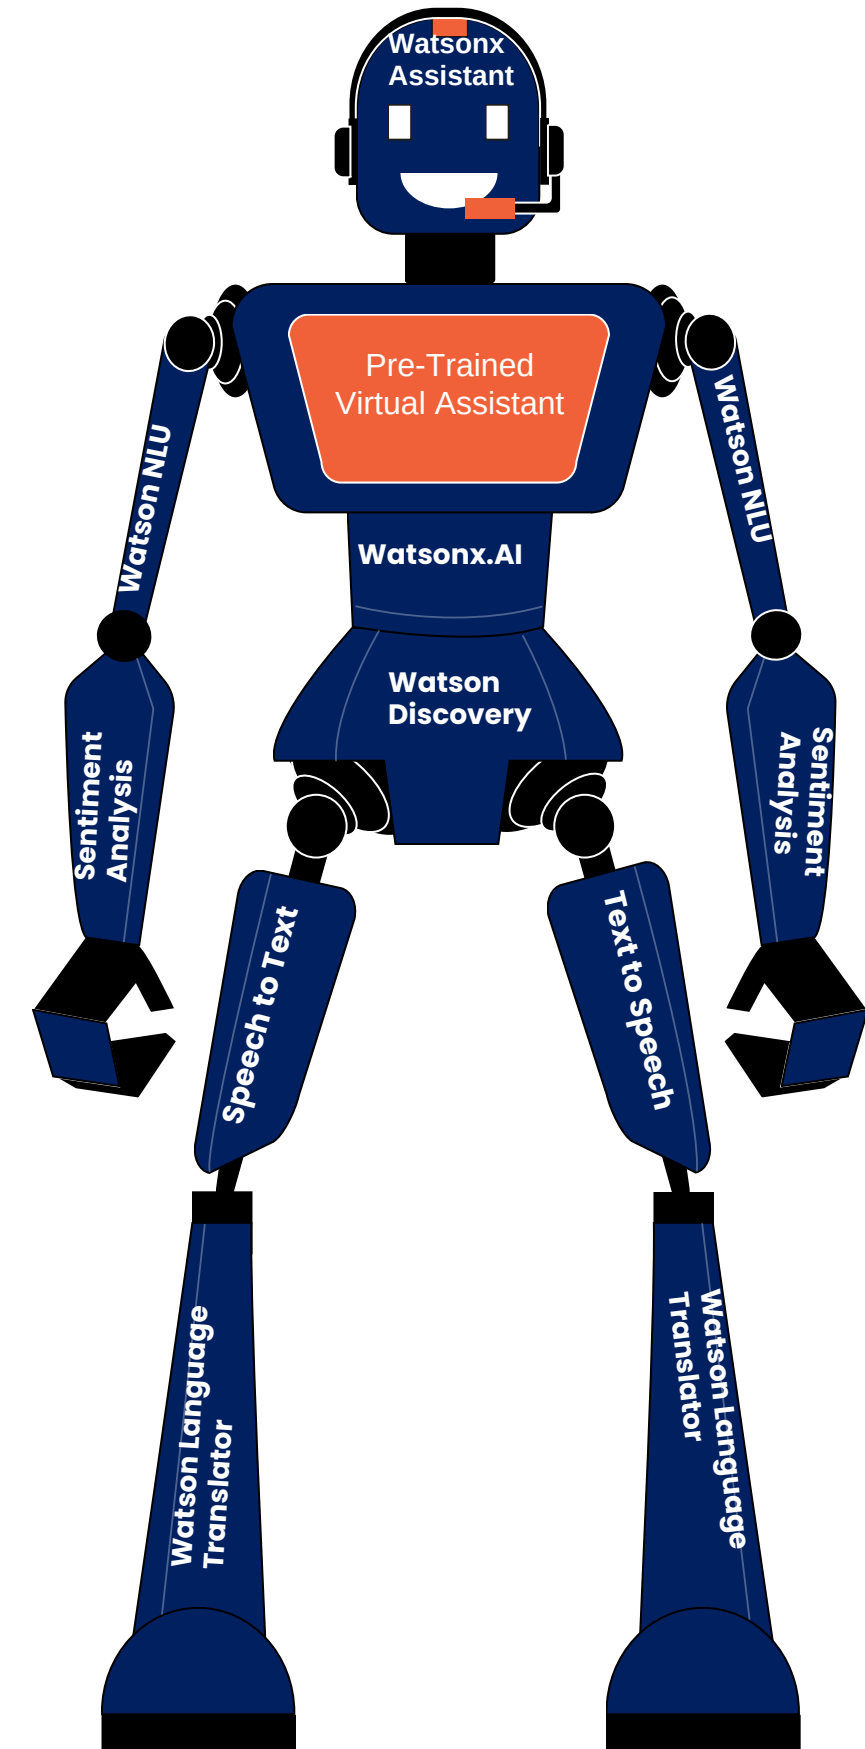 Watsonx
Assistant
Pre-Trained
Virtual Assistant
Watson NLU
Watson NLU
Watsonx.AI
Watson
Discovery
Sentiment
Analysis
Sentiment
Analysis
Speech to Text
Text to Speech
Watson Language
Translator
Watson Language
Translator